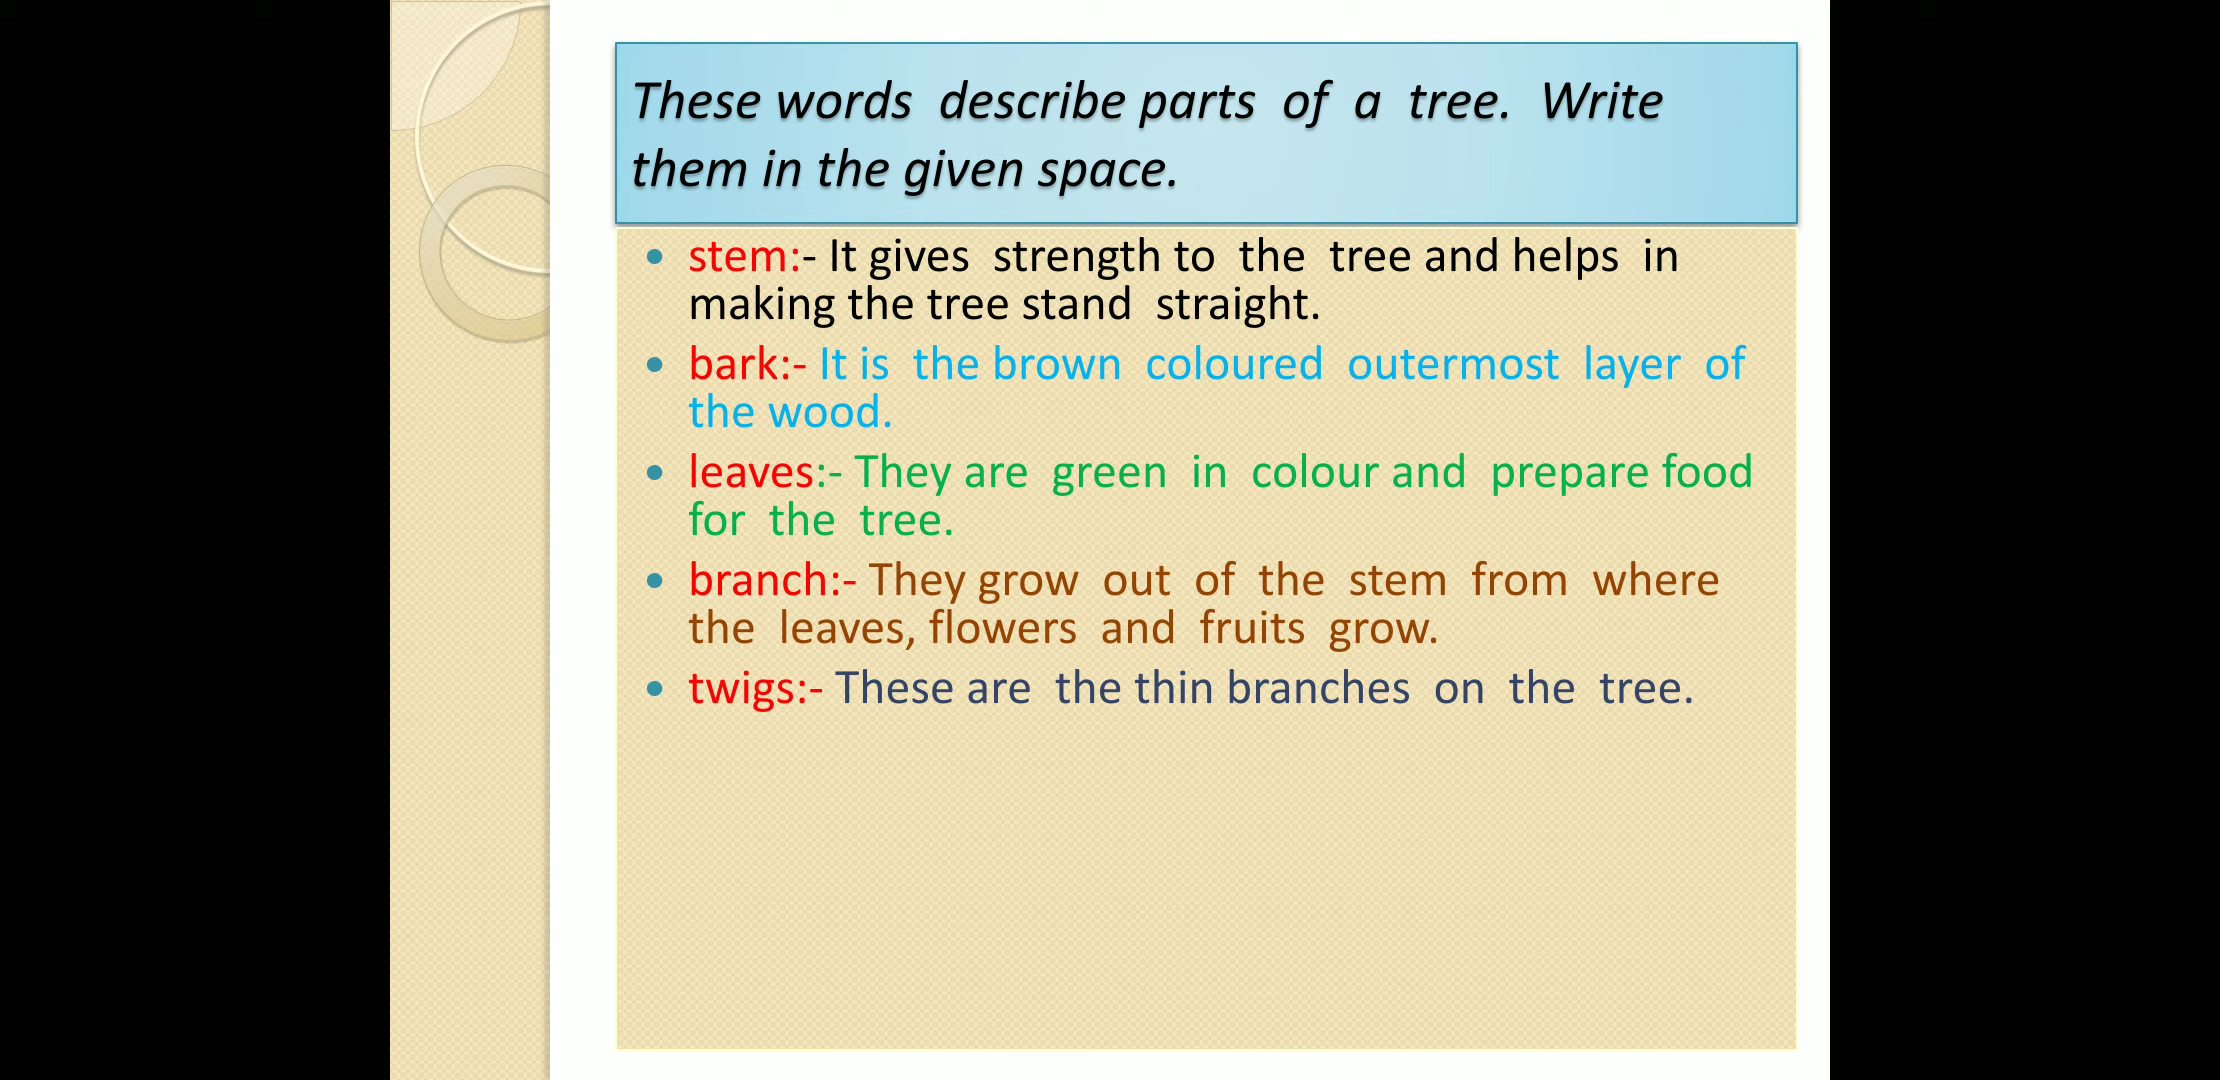 These words describe parts of a tree. Write
them in the given space.
• stem:- It gives strength to the tree and helps in
making the tree stand straight.
• bark:- It is the brown coloured outermost layer of
the wood.
• leaves:- They are green in colour and prepare food
for the tree.
• branch:- They grow out of the stem from where
the leaves, flowers and fruits grow.
• twigs:- These are the thin branches on the tree.